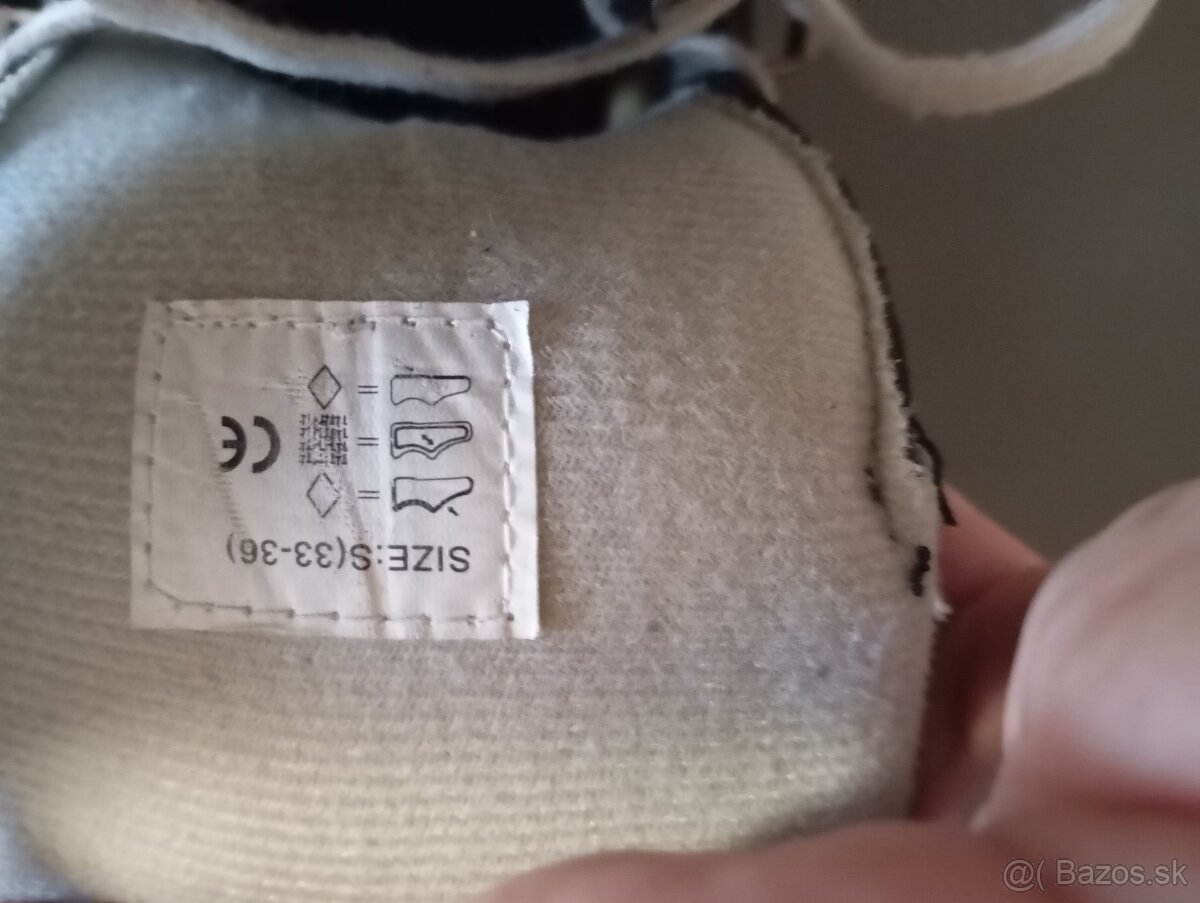 SIZE:S(33-36)
=
=
=
CE
@( Bazos.sk